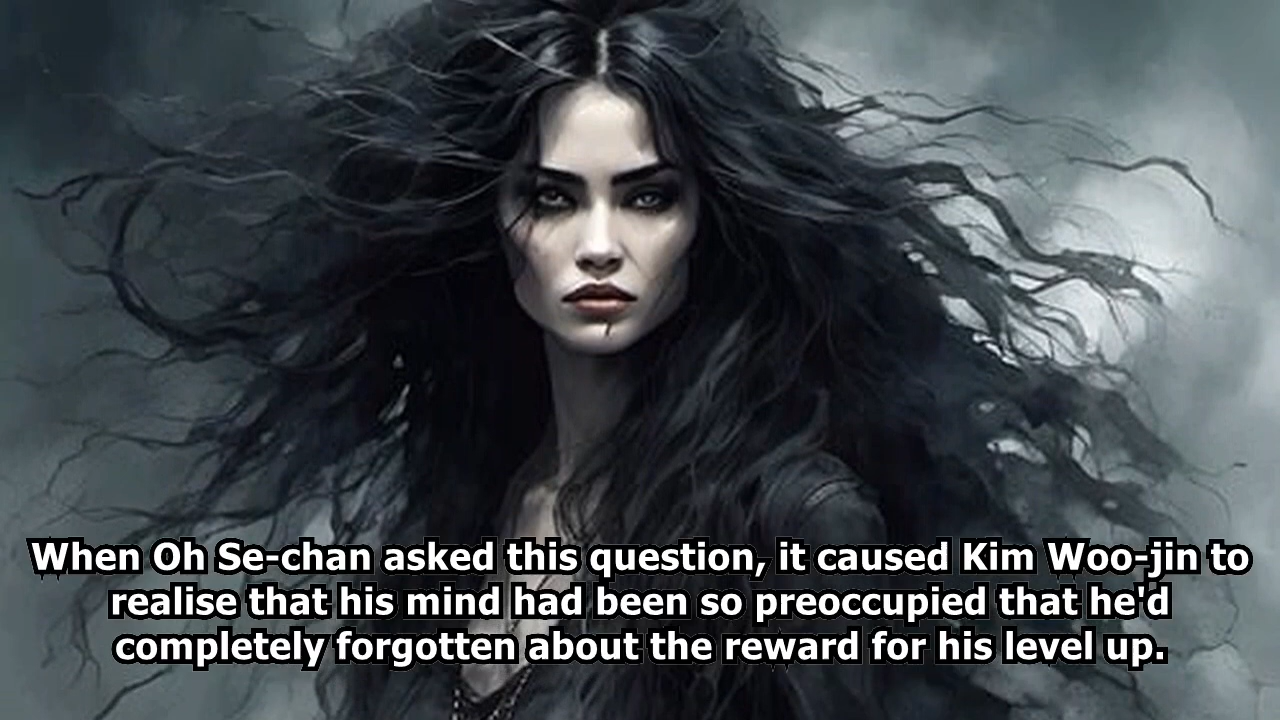 When Oh Se-chan asked this question, it caused Kim Woo-jin to
realise that his mind had been so preoccupied that he'd
completely forgotten about the reward for his level up.